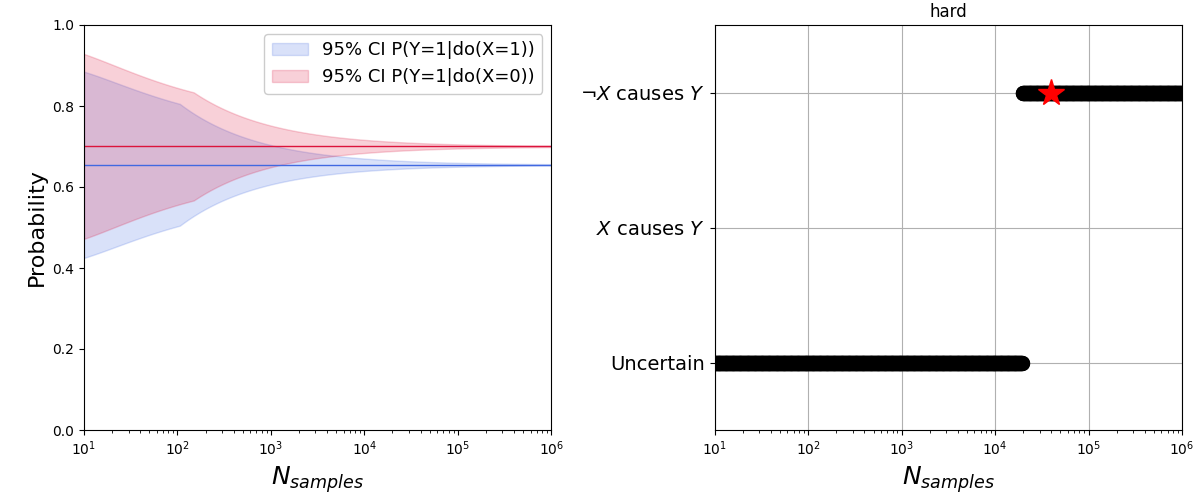 hard
1.0
0.8
0.6
0.4
0.2
0.0
Probability
95% CI P(Y=1|do(X=1))
95% CI P(Y=1|do(X=0))
10¹ 10² 10³ 10⁴ 10⁵ 10⁶
N_samples
¬X causes Y
X causes Y
Uncertain
10¹ 10² 10³ 10⁴ 10⁵ 10⁶
N_samples